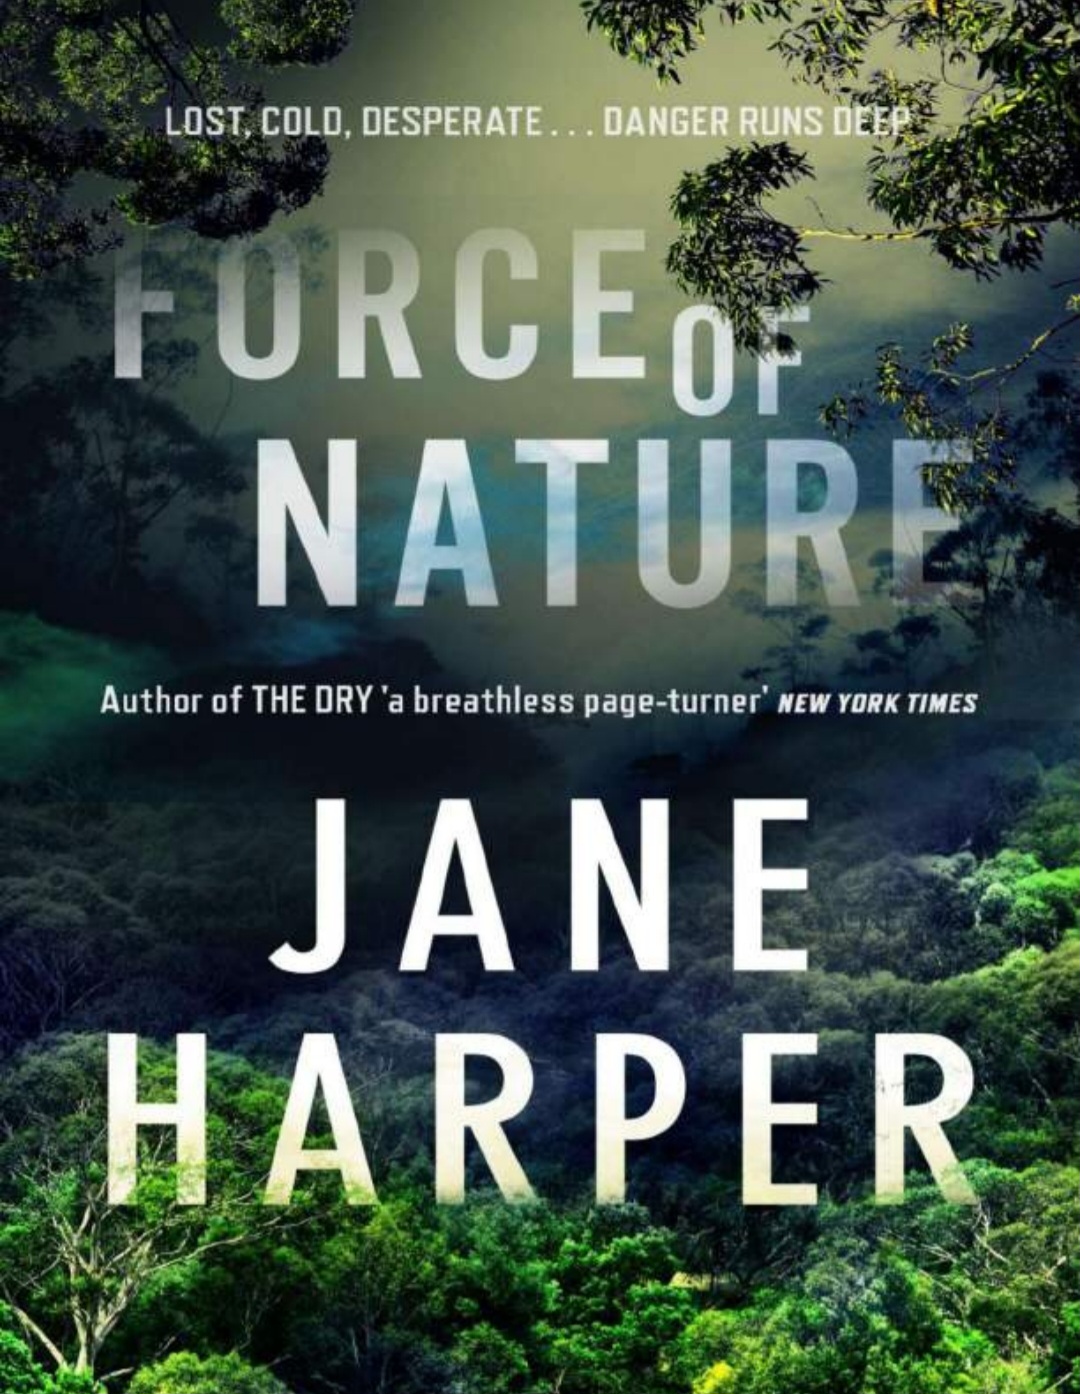 LOST, COLD, DESPERATE... DANGER RUNS DEEP
FORCE OF
NATURE
Author of THE DRY 'a breathless page-turner' NEW YORK TIMES
JANE
HARPER